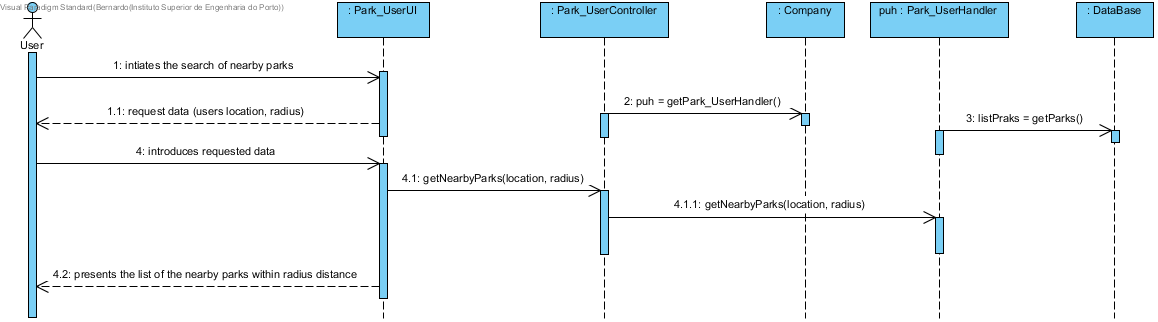 Visual Paradigm Standard(Bernardo(Instituto Superior de Engenharia do Porto))
User
: Park_UserUI
: Park_UserController
: Company
puh : Park_UserHandler
: DataBase
1: intiates the search of nearby parks
1.1: request data (users location, radius)
2: puh = getPark_UserHandler()
3: listPraks = getParks()
4: introduces requested data
4.1: getNearbyParks(location, radius)
4.1.1: getNearbyParks(location, radius)
4.2: presents the list of the nearby parks within radius distance